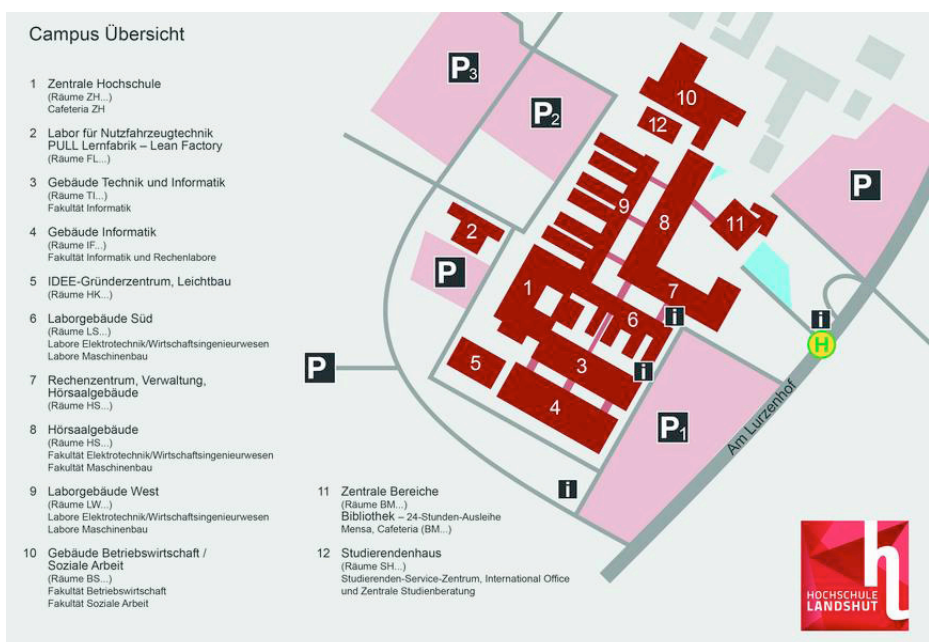 Campus Übersicht
1 Zentrale Hochschule
(Räume ZH...)
Cafeteria ZH
2 Labor für Nutzfahrzeugtechnik
PULL Lernfabrik – Lean Factory
(Räume FL...)
3 Gebäude Technik und Informatik
(Räume TI...)
Fakultät Informatik
4 Gebäude Informatik
(Räume IF...)
Fakultät Informatik und Rechenlabore
5 IDEE-Gründerzentrum, Leichtbau
(Räume HK...)
6 Laborgebäude Süd
(Räume LS...)
Labore Elektrotechnik/Wirtschaftsingenieurwesen
Labore Maschinenbau
7 Rechenzentrum, Verwaltung,
Hörsaalgebäude
(Räume HS...)
8 Hörsaalgebäude
(Räume HS...)
Fakultät Elektrotechnik/Wirtschaftsingenieurwesen
Fakultät Maschinenbau
9 Laborgebäude West
(Räume LW...)
Labore Elektrotechnik/Wirtschaftsingenieurwesen
Labore Maschinenbau
10 Gebäude Betriebswirtschaft /
Soziale Arbeit
(Räume BS...)
Fakultät Betriebswirtschaft
Fakultät Soziale Arbeit
11 Zentrale Bereiche
(Räume BM...)
Bibliothek – 24-Stunden-Ausleihe
Mensa, Cafeteria (BM...)
12 Studierendenhaus
(Räume SH...)
Studierenden-Service-Zentrum, International Office
und Zentrale Studienberatung
P3
P2
10
12
P
9
8
11
2
P
1
7
i
6
i
H
5
3
i
P
4
P1
Am Lurzenhof
i
h
HOCHSCHULE
LANDSHUT